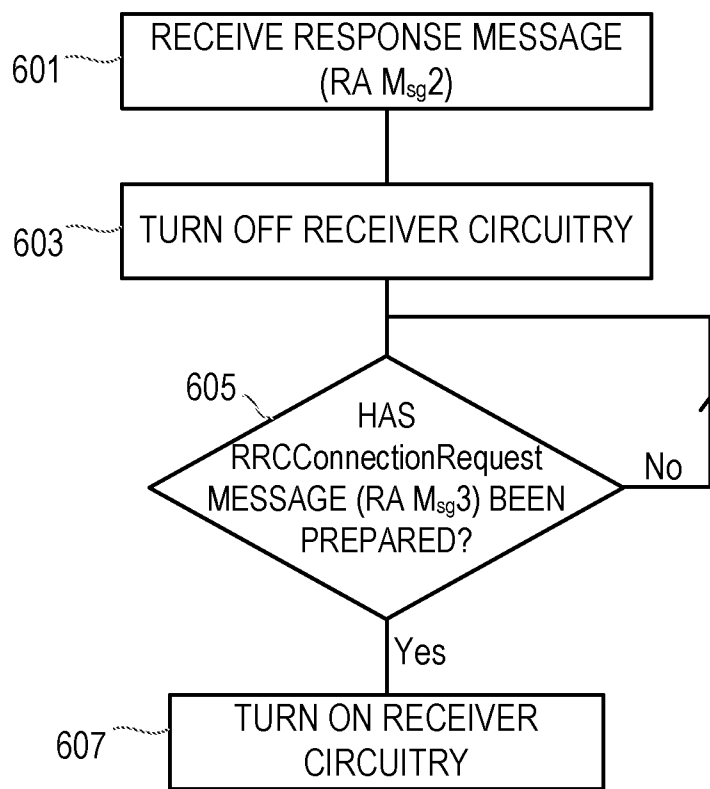 601
RECEIVE RESPONSE MESSAGE
(RA Msg2)
603
TURN OFF RECEIVER CIRCUITRY
605
HAS
RRCConnectionRequest
MESSAGE (RA Msg3) BEEN
PREPARED?
No
Yes
607
TURN ON RECEIVER
CIRCUITRY